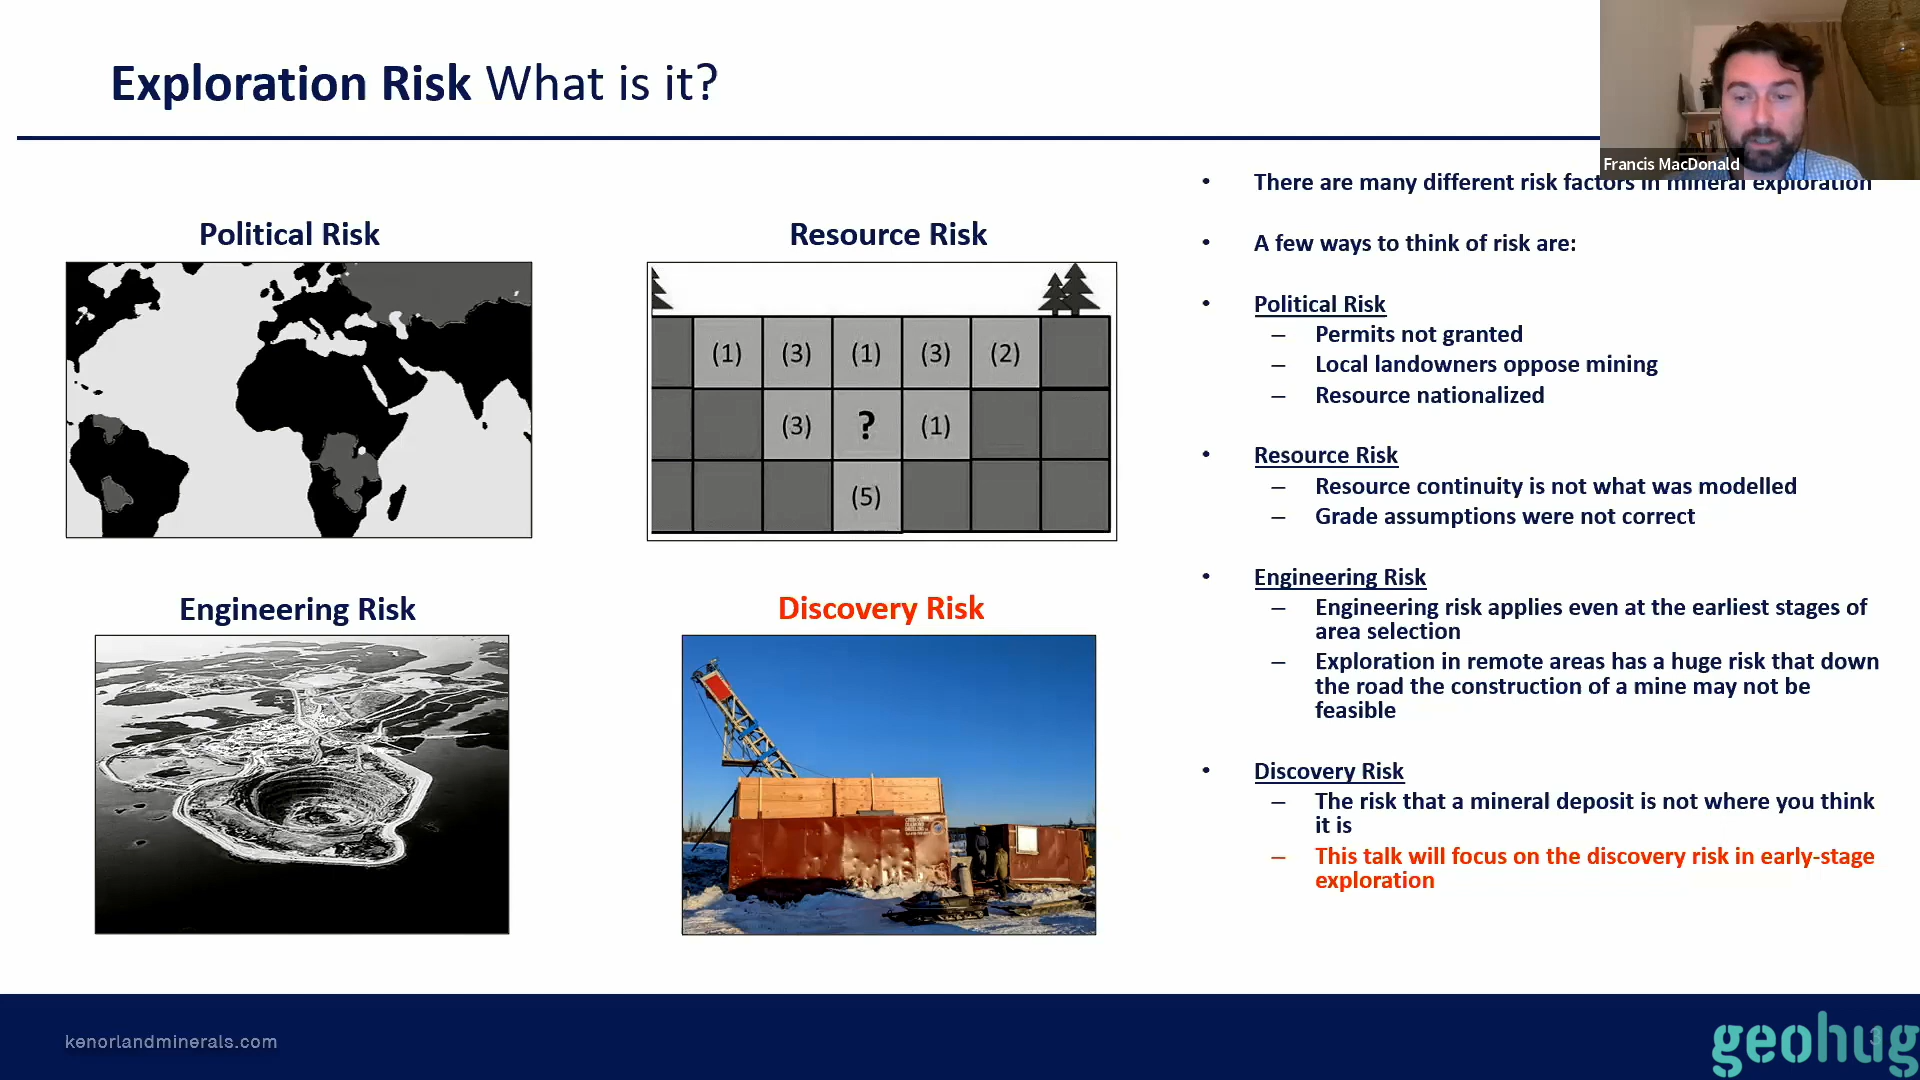 Exploration Risk What is it?
Francis MacDonald
Political Risk
Resource Risk
(1) (3) (1) (3) (2)
(3) ? (1)
(5)
Engineering Risk
Discovery Risk
• There are many different risk factors in mineral exploration
• A few ways to think of risk are:
• Political Risk
– Permits not granted
– Local landowners oppose mining
– Resource nationalized
• Resource Risk
– Resource continuity is not what was modelled
– Grade assumptions were not correct
• Engineering Risk
– Engineering risk applies even at the earliest stages of
area selection
– Exploration in remote areas has a huge risk that down
the road the construction of a mine may not be
feasible
• Discovery Risk
– The risk that a mineral deposit is not where you think
it is
– This talk will focus on the discovery risk in early-stage
exploration
kenorlandminerals.com
geohug
3